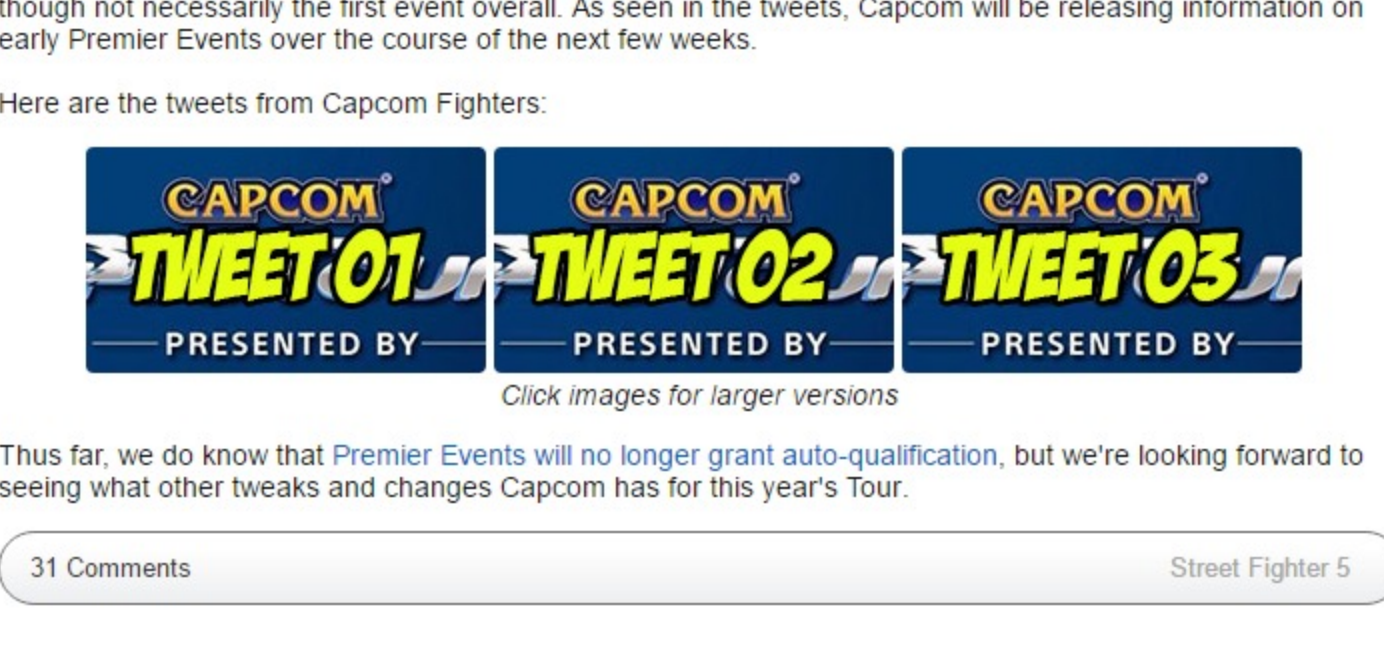 though not necessarily the first event overall. As seen in the tweets, Capcom will be releasing information on
early Premier Events over the course of the next few weeks.
Here are the tweets from Capcom Fighters:
CAPCOM
TWEET 01
PRESENTED BY
CAPCOM
TWEET 02
PRESENTED BY
CAPCOM
TWEET 03
PRESENTED BY
Click images for larger versions
Thus far, we do know that Premier Events will no longer grant auto-qualification, but we're looking forward to
seeing what other tweaks and changes Capcom has for this year's Tour.
31 Comments
Street Fighter 5